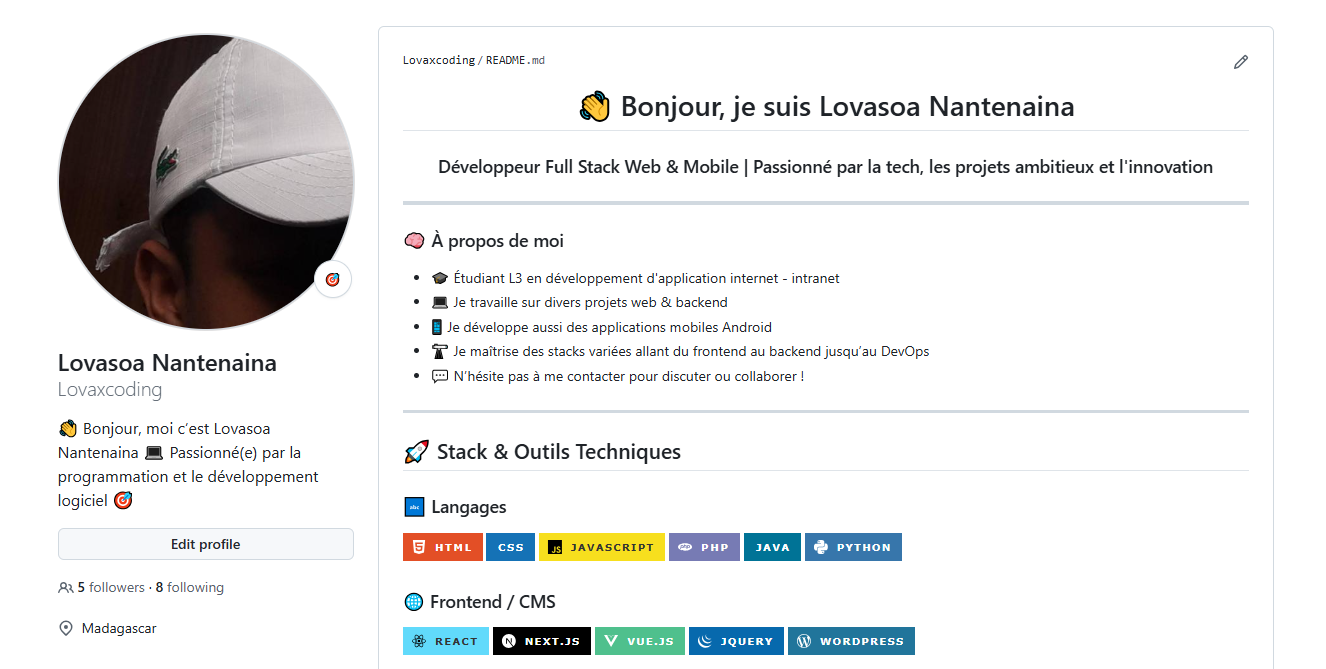 Lovaxcoding / README.md
👋 Bonjour, je suis Lovasoa Nantenaina
Développeur Full Stack Web & Mobile | Passionné par la tech, les projets ambitieux et l'innovation
🧠 À propos de moi
🎓 Étudiant L3 en développement d'application internet - intranet
💻 Je travaille sur divers projets web & backend
📱 Je développe aussi des applications mobiles Android
Je maîtrise des stacks variées allant du frontend au backend jusqu’au DevOps
💬 N’hésite pas à me contacter pour discuter ou collaborer !
🚀 Stack & Outils Techniques
Langages
HTML CSS JS JAVASCRIPT php PHP JAVA PYTHON
🌐 Frontend / CMS
REACT N NEXT.JS VUE.JS JQUERY W WORDPRESS
Lovasoa Nantenaina
Lovaxcoding
👋 Bonjour, moi c’est Lovasoa
Nantenaina 💻 Passionné(e) par la
programmation et le développement
logiciel 🎯
Edit profile
5 followers · 8 following
Madagascar